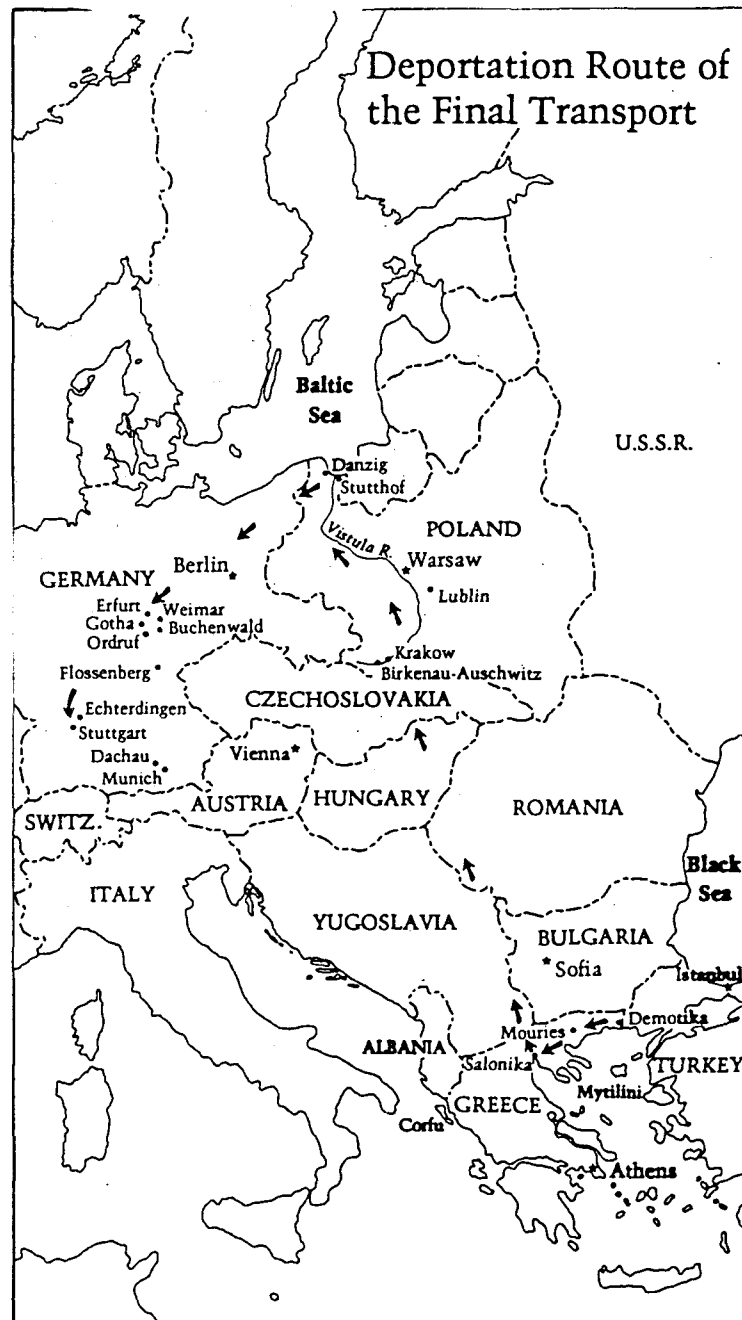 Deportation Route of
the Final Transport
Baltic
Sea
U.S.S.R.
Danzig
Stutthof
Vistula R.
POLAND
Warsaw
Berlin
GERMANY
Lublin
Erfurt
Weimar
Gotha
Buchenwald
Ordruf
Krakow
Birkenau-Auschwitz
Flossenberg
CZECHOSLOVAKIA
Echterdingen
Stuttgart
Vienna
Dachau
Munich
AUSTRIA
HUNGARY
ROMANIA
SWITZ.
Black
Sea
ITALY
YUGOSLAVIA
BULGARIA
Sofia
Istanbul
Mouries
Demotika
ALBANIA
Salonika
TURKEY
GREECE
Mytilini
Corfu
Athens